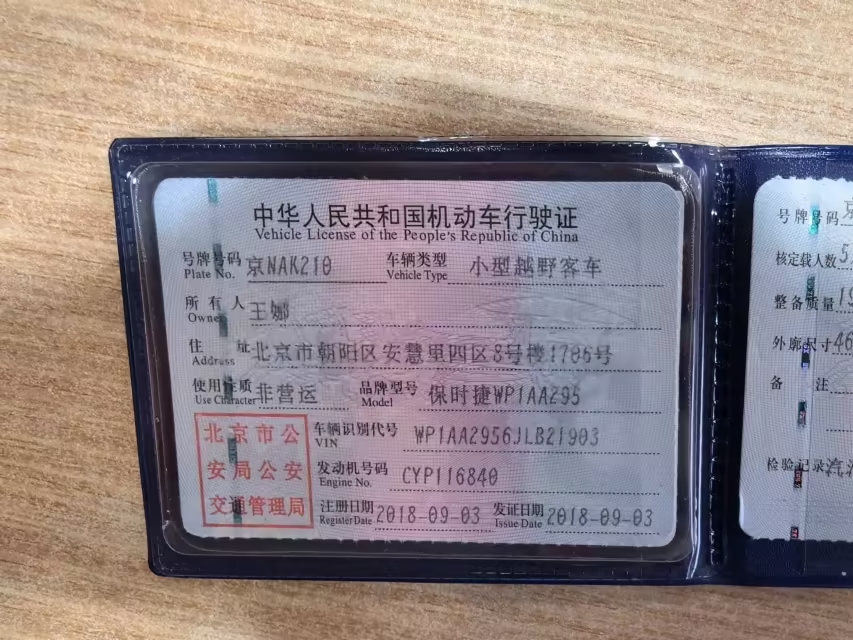 中华人民共和国机动车行驶证
Vehicle License of the People's Republic of China
号牌号码 京NAK210 车辆类型 小型越野客车
Plate No. Vehicle Type
所有人 王娜
Owner
住址 北京市朝阳区安慧里四区8号楼1706号
Address
使用性质 非营运 品牌型号 保时捷WP1AA295
Use Character Model
北京市公
安局公安
交通管理局
车辆识别代号 WP1AA2956JLB21903
VIN
发动机号码 CYP116840
Engine No.
注册日期 2018-09-03 发证日期 2018-09-03
Register Date Issue Date
号牌号码 京
核定载人数 5
整备质量 19
外廓尺寸 46
备注
检验记录